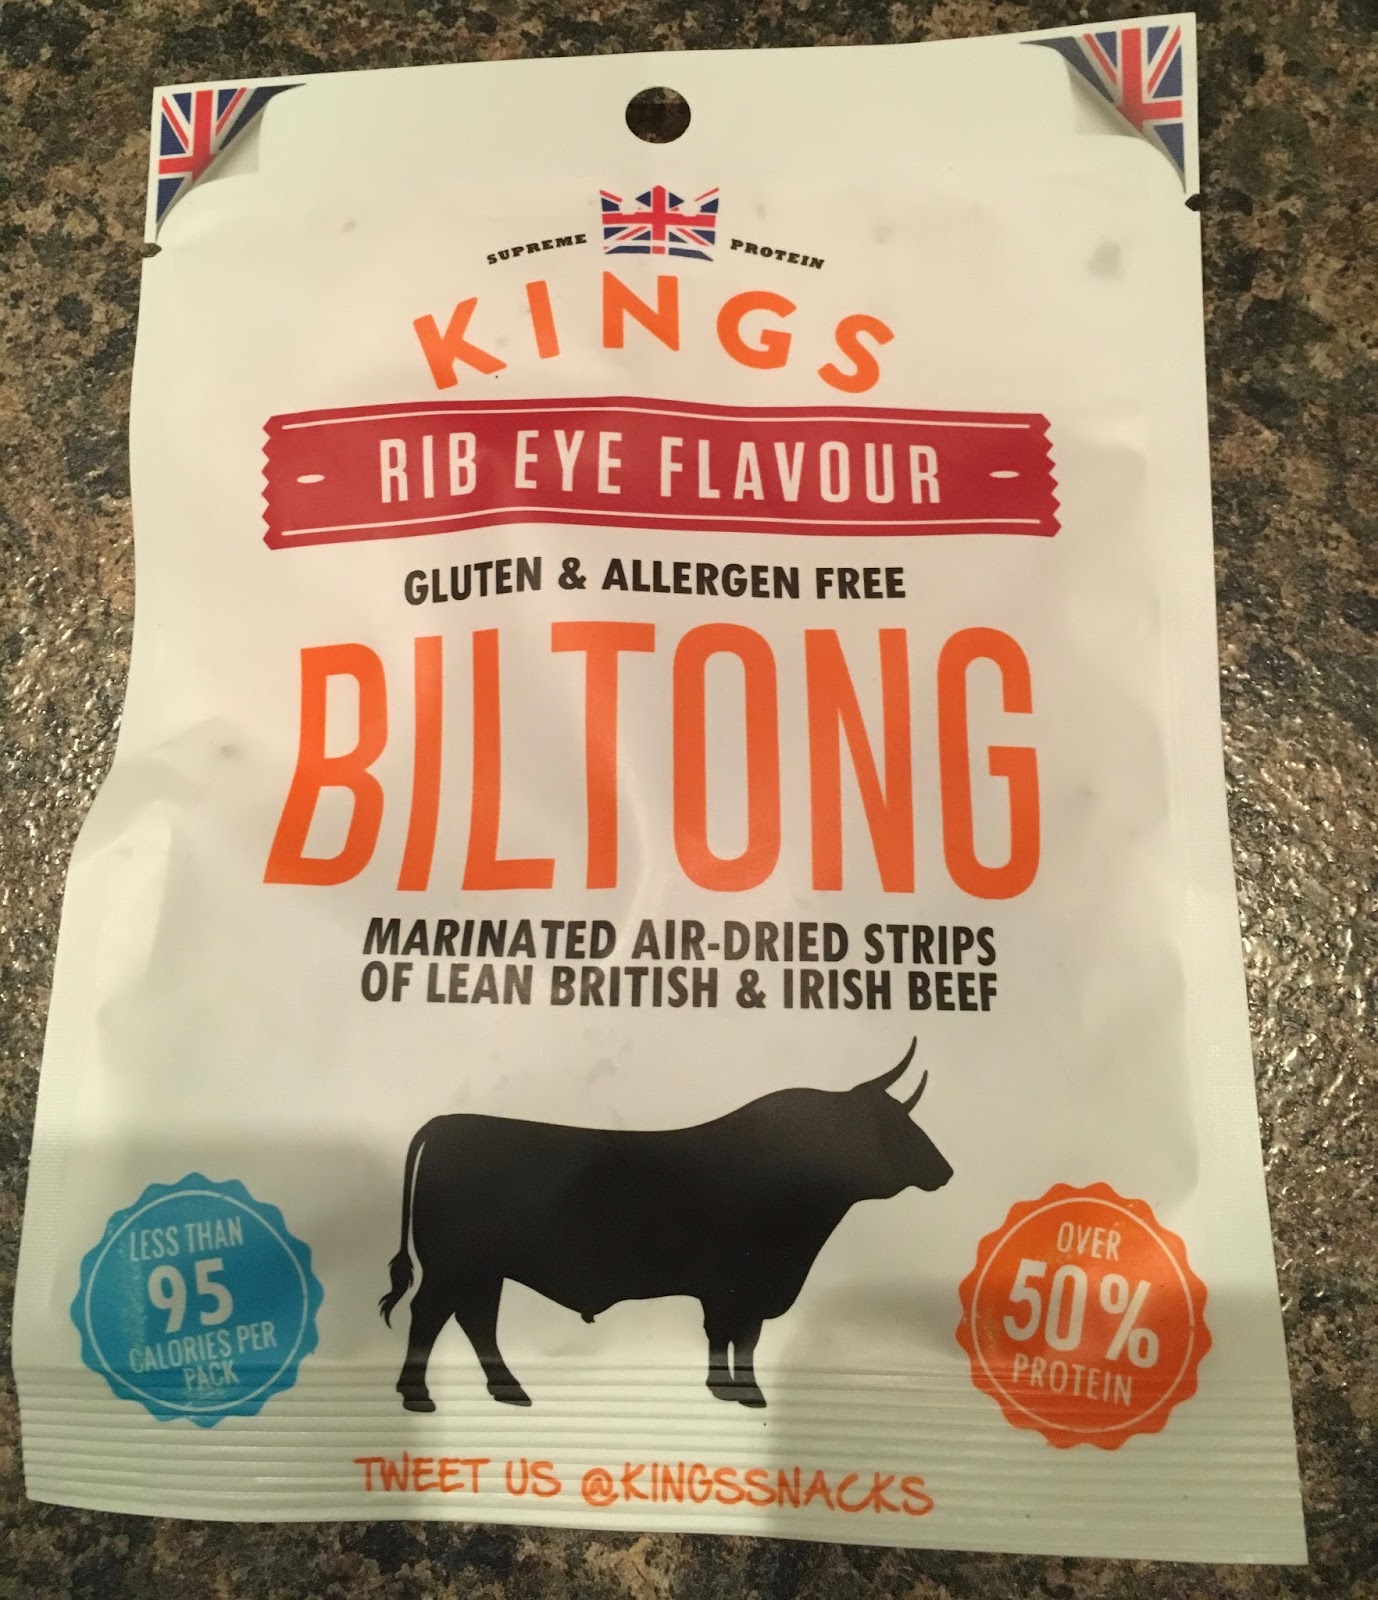 SUPREME PROTEIN
KINGS
RIB EYE FLAVOUR
GLUTEN & ALLERGEN FREE
BILTONG
MARINATED AIR-DRIED STRIPS
OF LEAN BRITISH & IRISH BEEF
LESS THAN
95
CALORIES PER
PACK
OVER
50%
PROTEIN
TWEET US @KINGSSNACKS